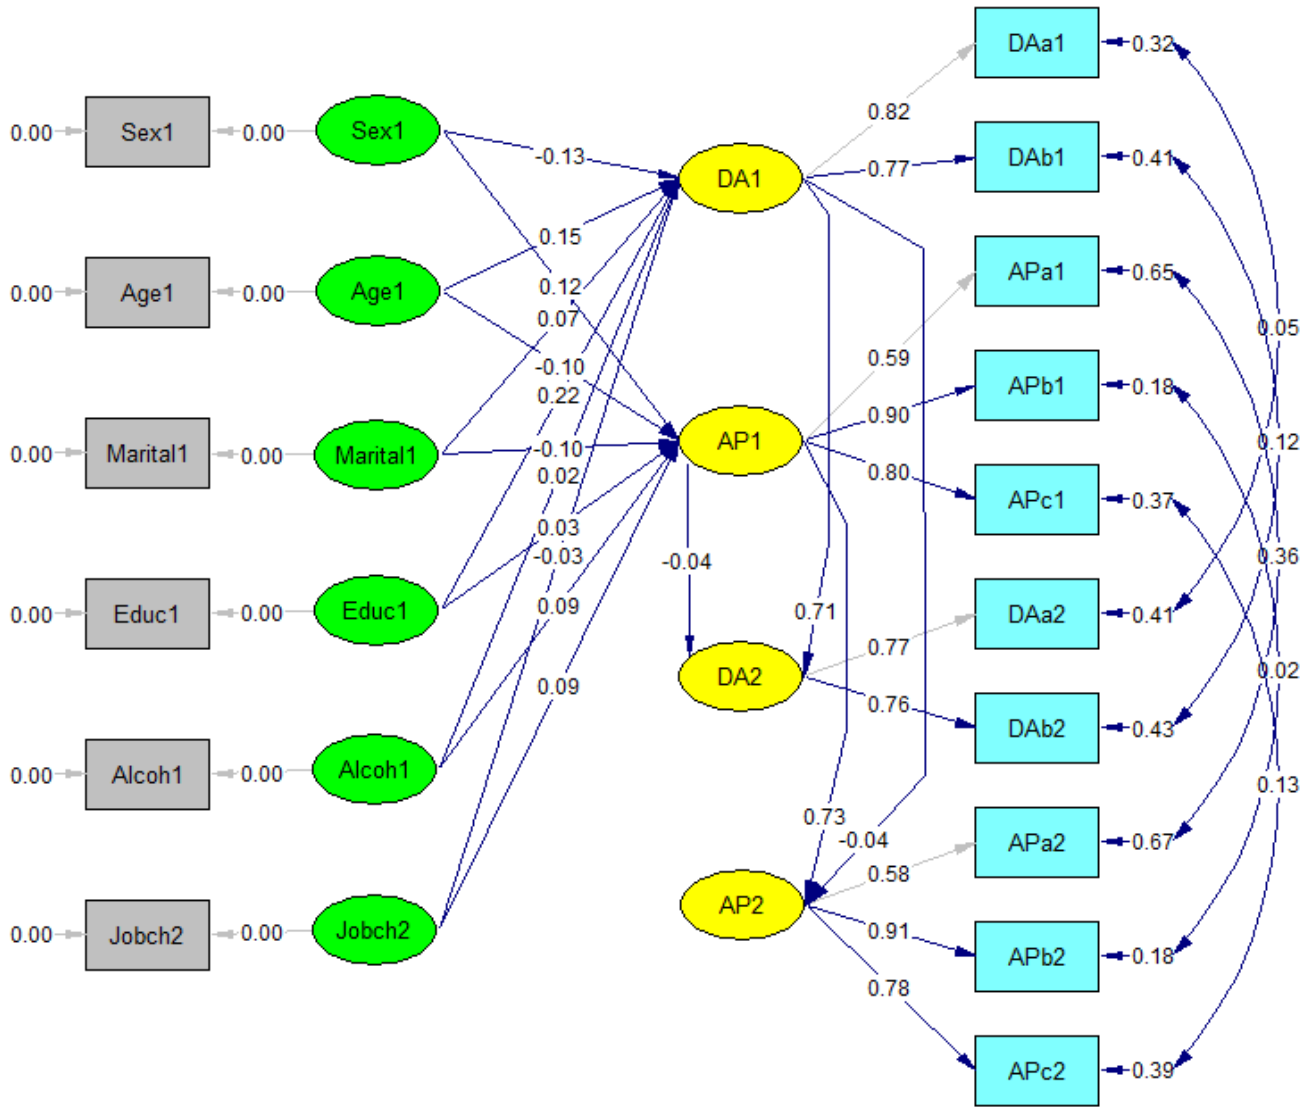 DAa1
0.32
0.00
Sex1
0.00
Sex1
-0.13
DA1
0.82
0.77
DAb1
0.41
0.15
0.12
0.07
0.00
Age1
0.00
Age1
-0.10
0.22
APa1
0.65
0.05
0.59
0.90
APb1
0.18
0.12
0.00
Marital1
0.00
Marital1
-0.10
0.02
AP1
0.80
APc1
0.37
0.03
-0.03
-0.04
0.36
0.00
Educ1
0.00
Educ1
0.09
0.71
DAa2
0.41
0.77
DA2
0.76
0.02
0.09
DAb2
0.43
0.00
Alcoh1
0.00
Alcoh1
0.13
0.73
-0.04
APa2
0.67
0.58
0.00
Jobch2
0.00
Jobch2
AP2
0.91
APb2
0.18
0.78
APc2
0.39